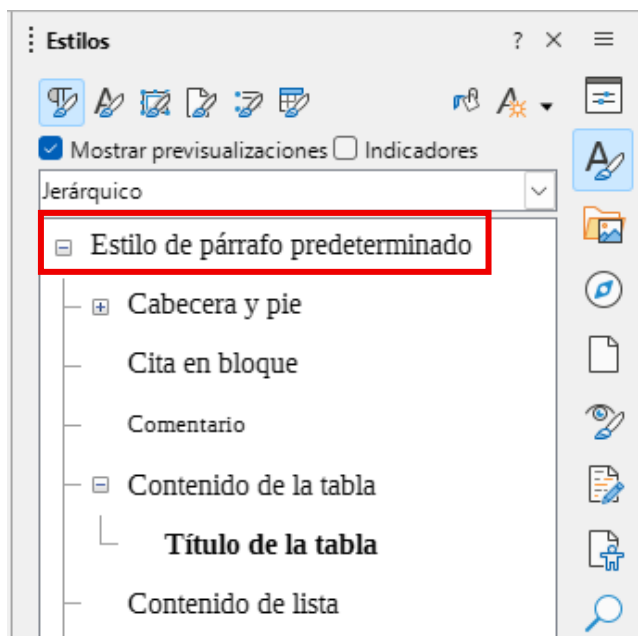 Estilos ?
Mostrar previsualizaciones Indicadores
Jerárquico
Estilo de párrafo predeterminado
Cabecera y pie
Cita en bloque
Comentario
Contenido de la tabla
Título de la tabla
Contenido de lista